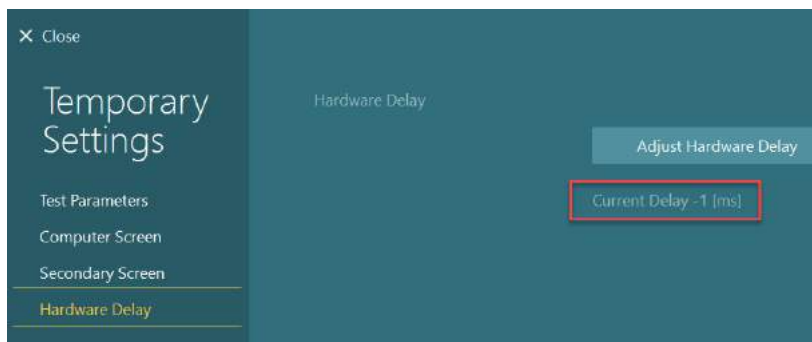 ✕ Close
Temporary
Settings
Hardware Delay
Adjust Hardware Delay
Test Parameters
Current Delay -1 [ms]
Computer Screen
Secondary Screen
Hardware Delay